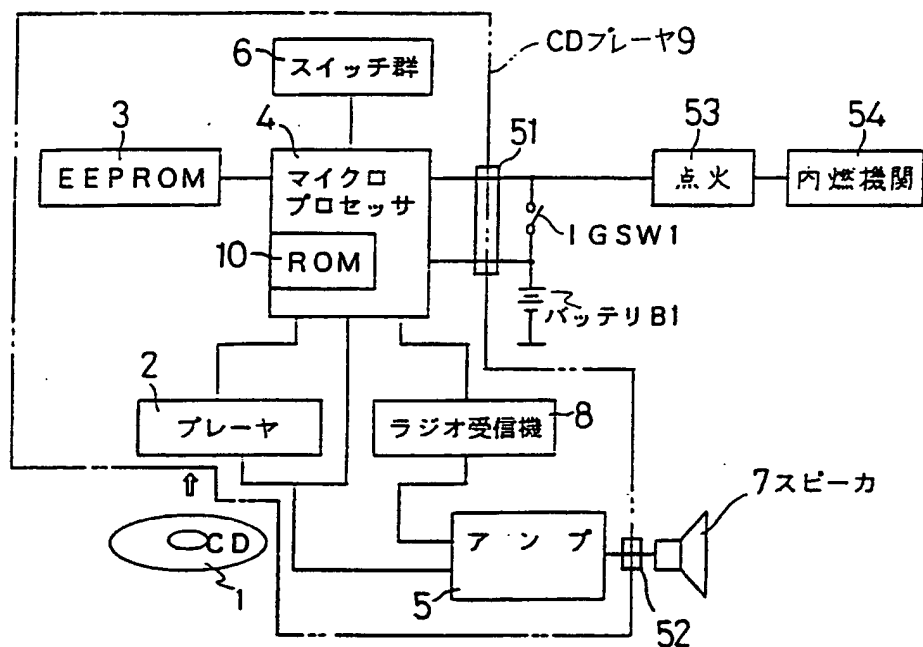 6
スイッチ群
CDプレーヤ9
3
EEPROM
4
マイクロ
プロセッサ
10
ROM
51
53
点火
54
内燃機関
IGSW1
バッテリB1
2
プレーヤ
ラジオ受信機
8
CD
1
アンプ
5
52
7スピーカ